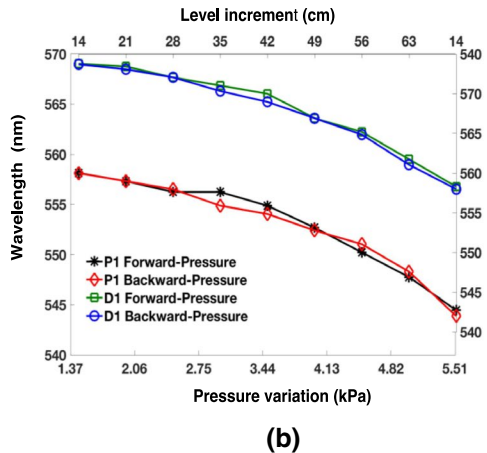 Level increment (cm)
14 21 28 35 42 49 56 63 14
570 540
565 570
560 565
555 560
550 555
545 550
540 545
540
Wavelength (nm)
P1 Forward-Pressure
P1 Backward-Pressure
D1 Forward-Pressure
D1 Backward-Pressure
1.37 2.06 2.75 3.44 4.13 4.82 5.51
Pressure variation (kPa)
(b)